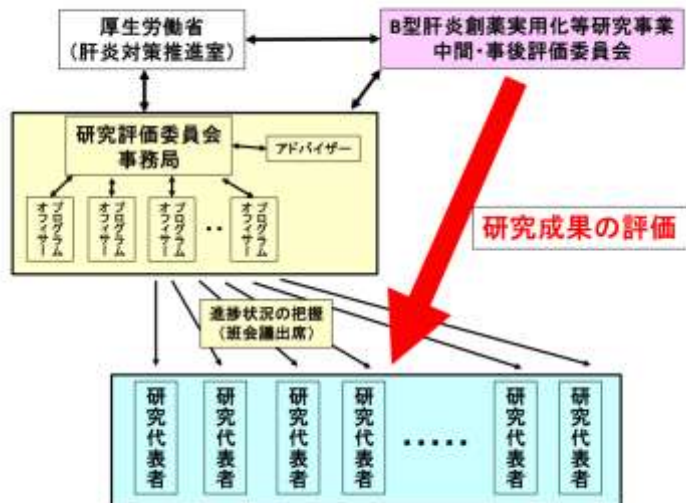 厚生労働省
(肝炎対策推進室)
B型肝炎創薬実用化等研究事業
中間・事後評価委員会
研究評価委員会
事務局
アドバイザー
プログラム
オフィサー
プログラム
オフィサー
プログラム
オフィサー
‥
プログラム
オフィサー
研究成果の評価
進捗状況の把握
(班会議出席)
研究代表者
研究代表者
研究代表者
研究代表者
‥‥‥
研究代表者
研究代表者